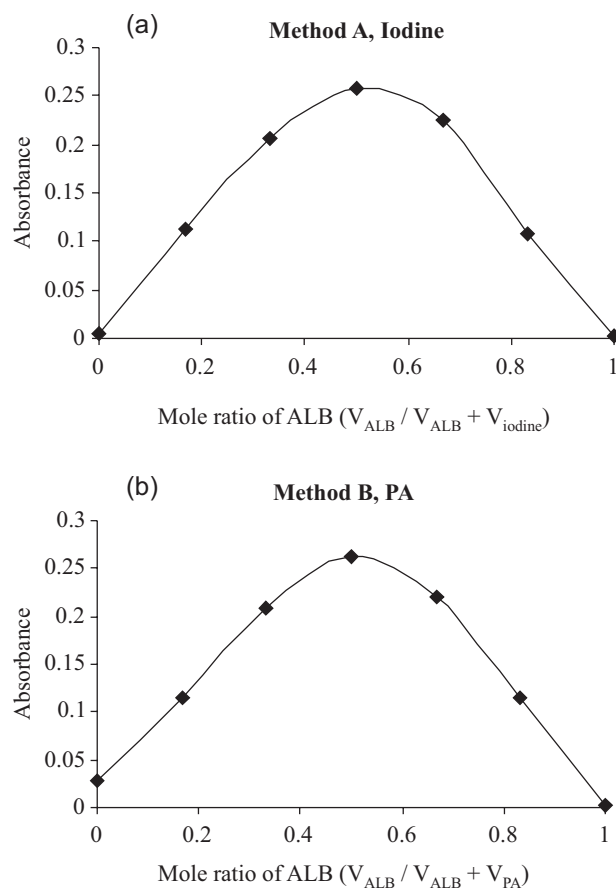 (a)
Method A, Iodine
0.3
0.25
0.2
0.15
0.1
0.05
0
Absorbance
0 0.2 0.4 0.6 0.8 1
Mole ratio of ALB (V_ALB / V_ALB + V_iodine)
(b)
Method B, PA
0.3
0.25
0.2
0.15
0.1
0.05
0
Absorbance
0 0.2 0.4 0.6 0.8 1
Mole ratio of ALB (V_ALB / V_ALB + V_PA)